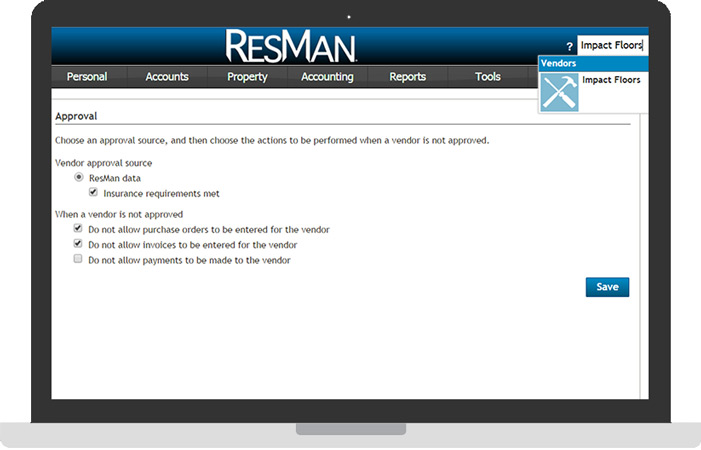 RESMAN
? Impact Floors
Vendors
Impact Floors
Personal Accounts Property Accounting Reports Tools
Approval
Choose an approval source, and then choose the actions to be performed when a vendor is not approved.
Vendor approval source
ResMan data
Insurance requirements met
When a vendor is not approved
Do not allow purchase orders to be entered for the vendor
Do not allow invoices to be entered for the vendor
Do not allow payments to be made to the vendor
Save